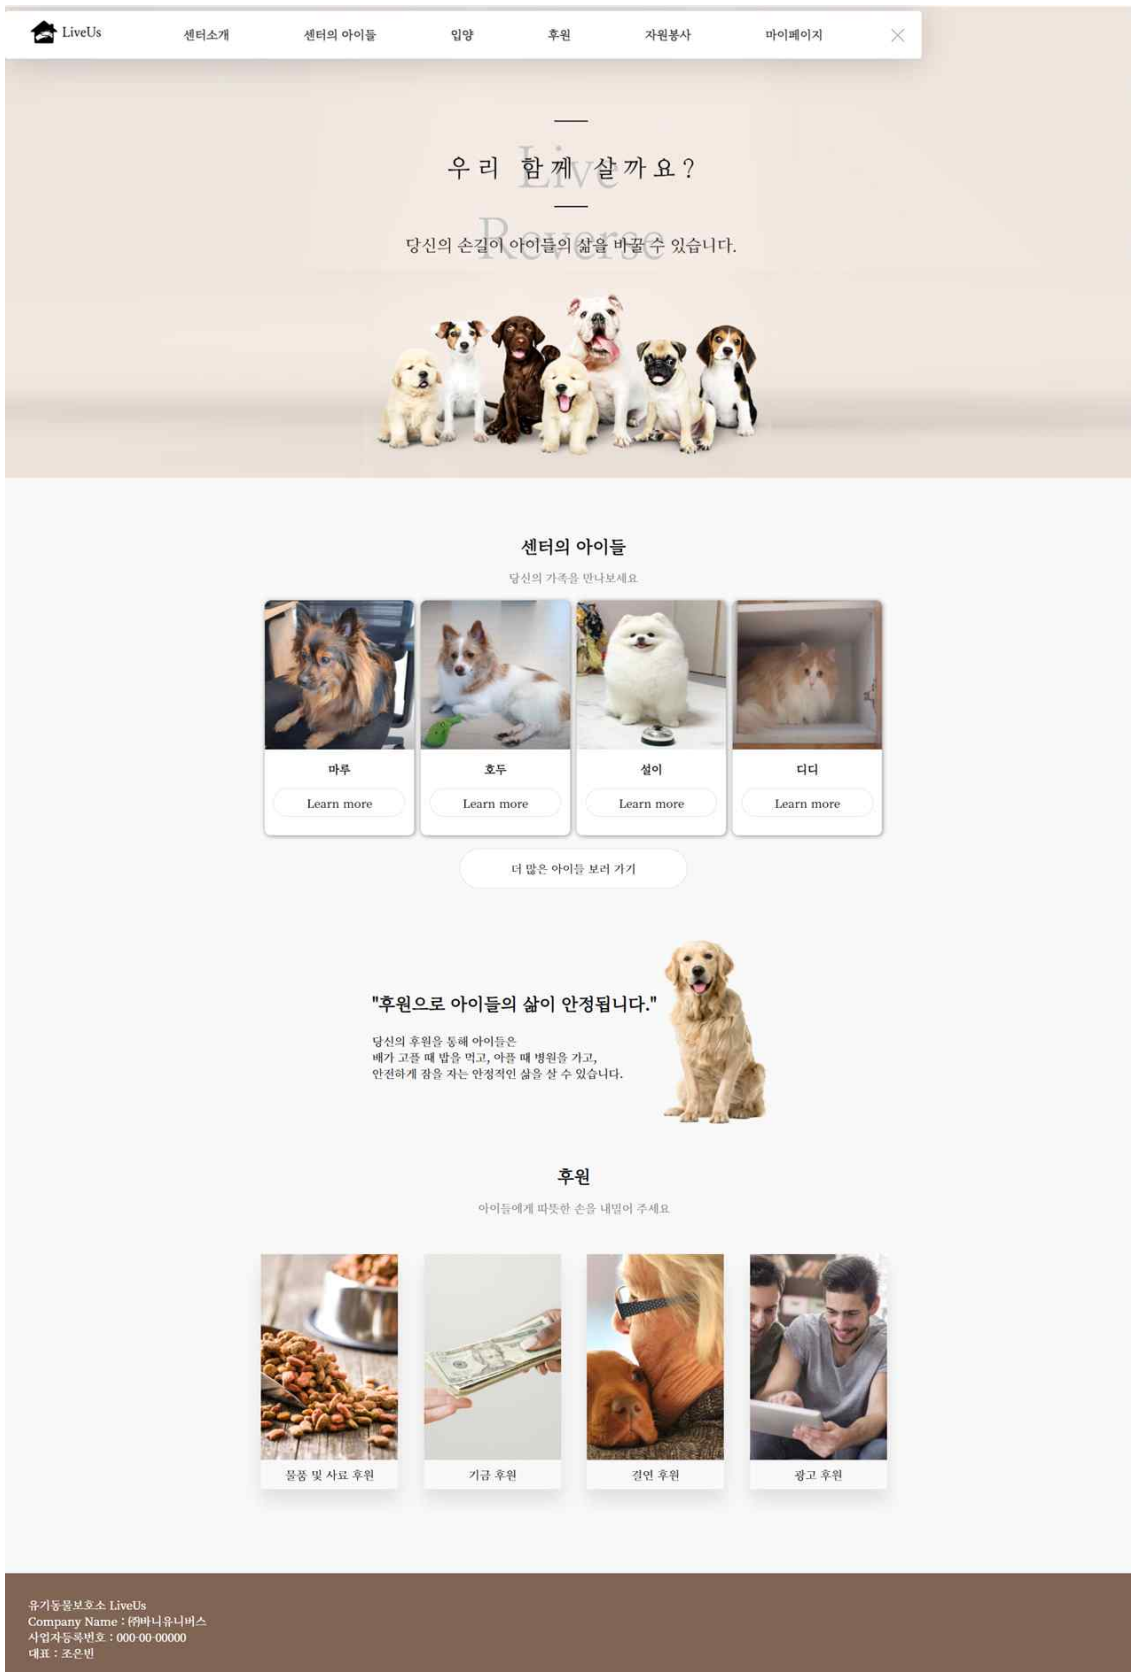 LiveUs
센터소개
센터의 아이들
입양
후원
자원봉사
마이페이지
Live
우리 함께 살까요?
Reverse
당신의 손길이 아이들의 삶을 바꿀 수 있습니다.
센터의 아이들
당신의 가족을 만나보세요
마루
호두
설이
디디
Learn more
Learn more
Learn more
Learn more
더 많은 아이들 보러 가기
"후원으로 아이들의 삶이 안정됩니다."
당신의 후원을 통해 아이들은
배가 고플 때 밥을 먹고, 아플 때 병원을 가고,
안전하게 잠을 자는 안정적인 삶을 살 수 있습니다.
후원
아이들에게 따뜻한 손을 내밀어 주세요
물품 및 사료 후원
기금 후원
결연 후원
광고 후원
유기동물보호소 LiveUs
Company Name : ㈜바니유니버스
사업자등록번호 : 000-00-00000
대표 : 조은빈